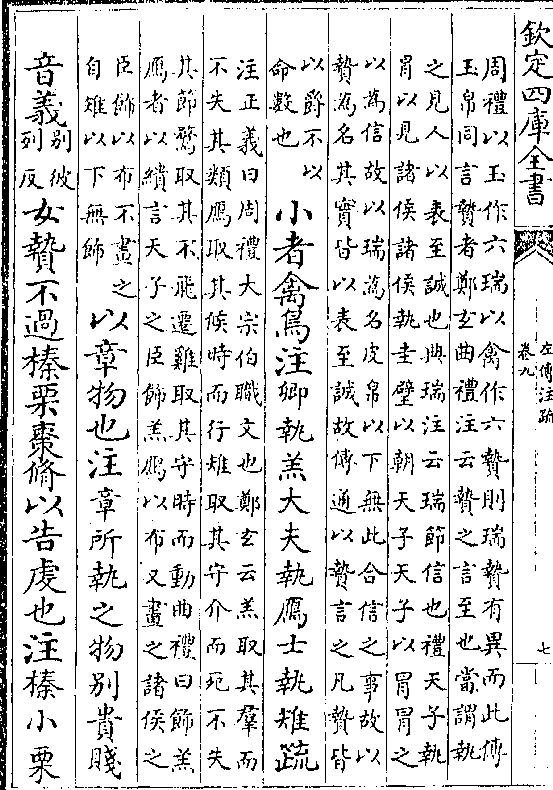 欽定四庫全書
左傳注疏
卷九
七
周禮以玉作六瑞以禽作六贄則瑞贄有異而此傳
玉帛同言贄者鄭𤣥曲禮注云贄之言至也當謂執
之見人以表至誠也典瑞注云瑞節信也禮天子執
冒以見諸侯諸侯執圭璧以朝天子天子以冒冒之
以為信故以瑞為名皮帛以下無此合信之事故以
贄為名其實皆以表至誠故傳通以贄言之凡贄皆
以爵不以
命數也
小者禽鳥注卿執羔大夫執鴈士執雉疏
注正義曰周禮大宗伯職文也鄭𤣥云羔取其羣而
不失其類鴈取其候時而行雉取其守介而死不失
其節鶩取其不飛遷雞取其守時而動曲禮曰飾羔
鴈者以繢言天子之臣飾羔鴈以布又畫之諸侯之
臣飾以布不畫之
自雉以下無飾
以章物也注章所執之物别貴賤
音義
别彼
列反
女贄不過榛栗棗脩以告䖍也注榛小栗